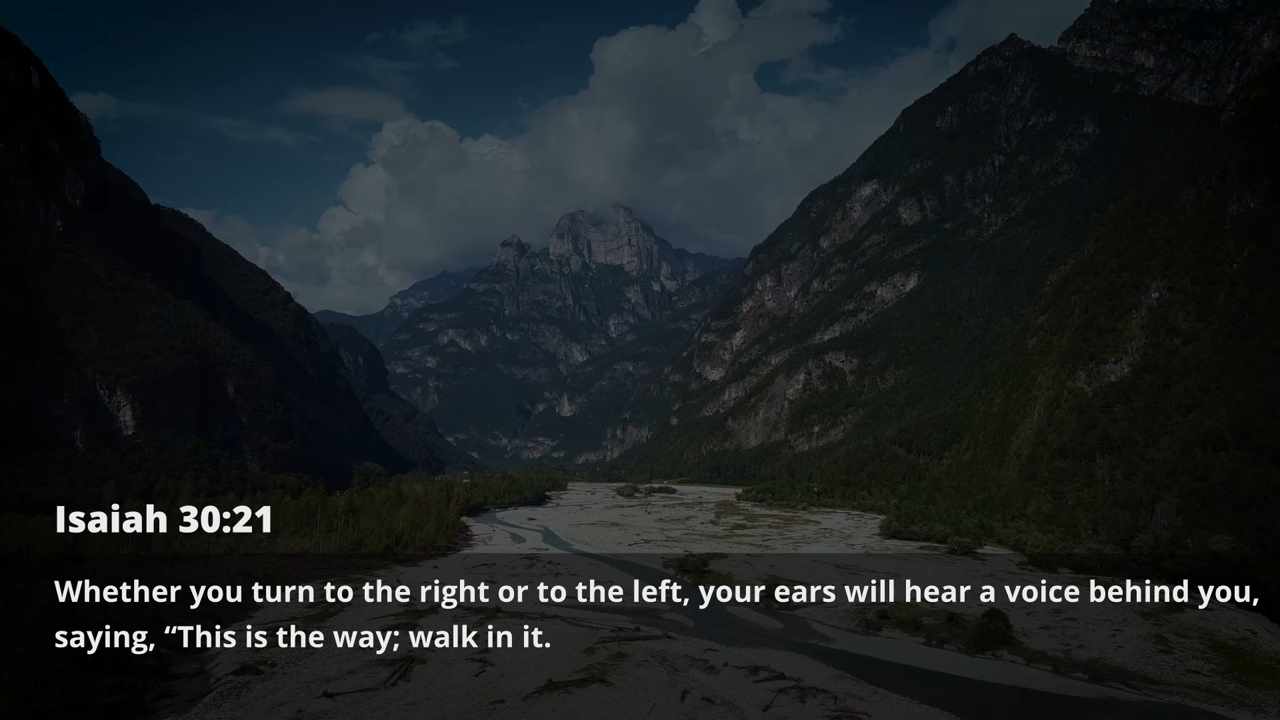 Isaiah 30:21
Whether you turn to the right or to the left, your ears will hear a voice behind you,
saying, “This is the way; walk in it.